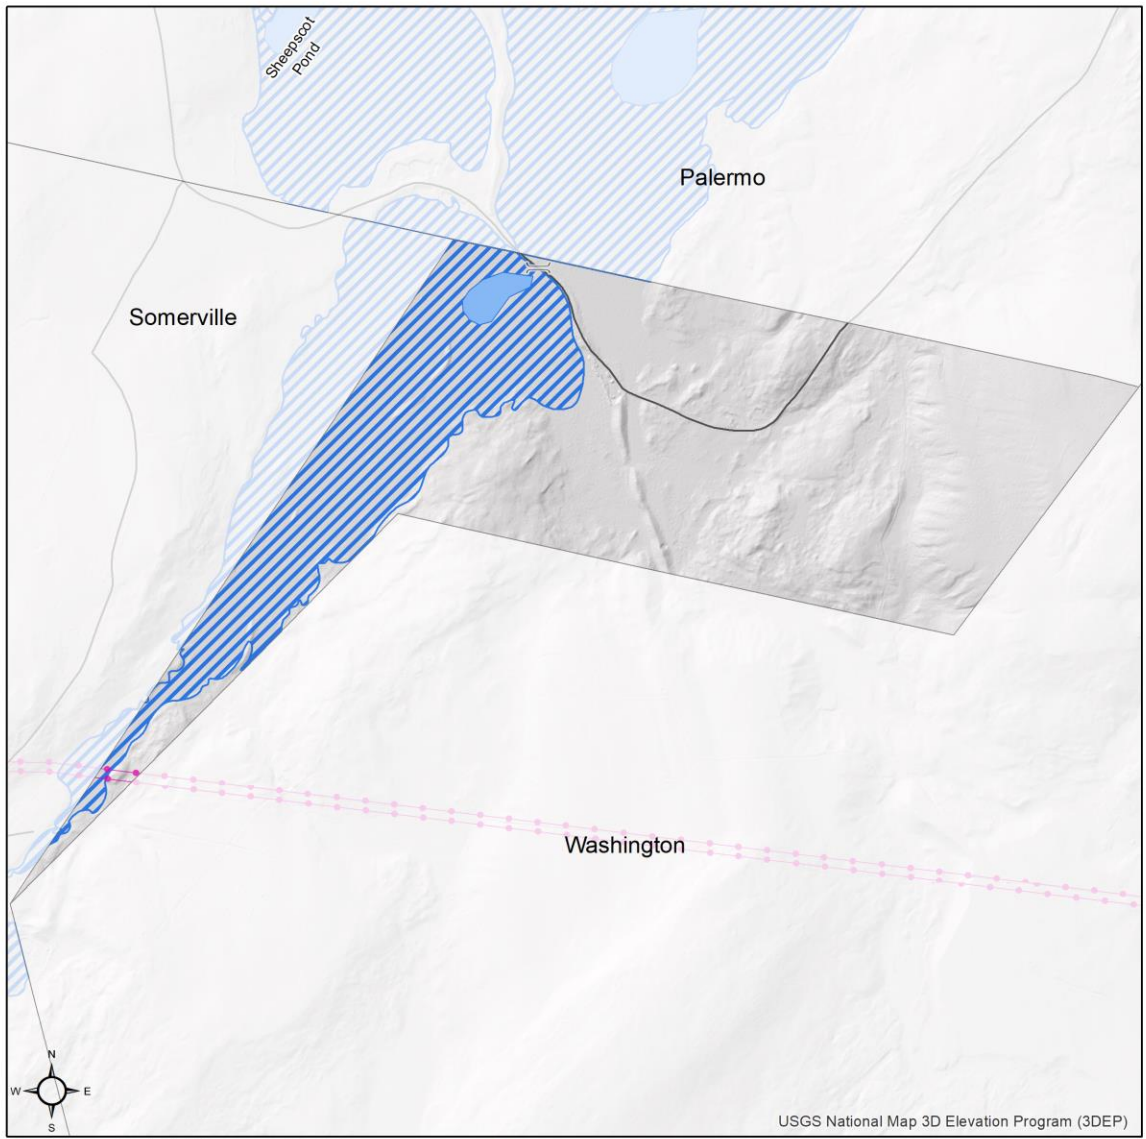 Sheepscot
Pond
Palermo
Somerville
Washington
N
W E
S
USGS National Map 3D Elevation Program (3DEP)